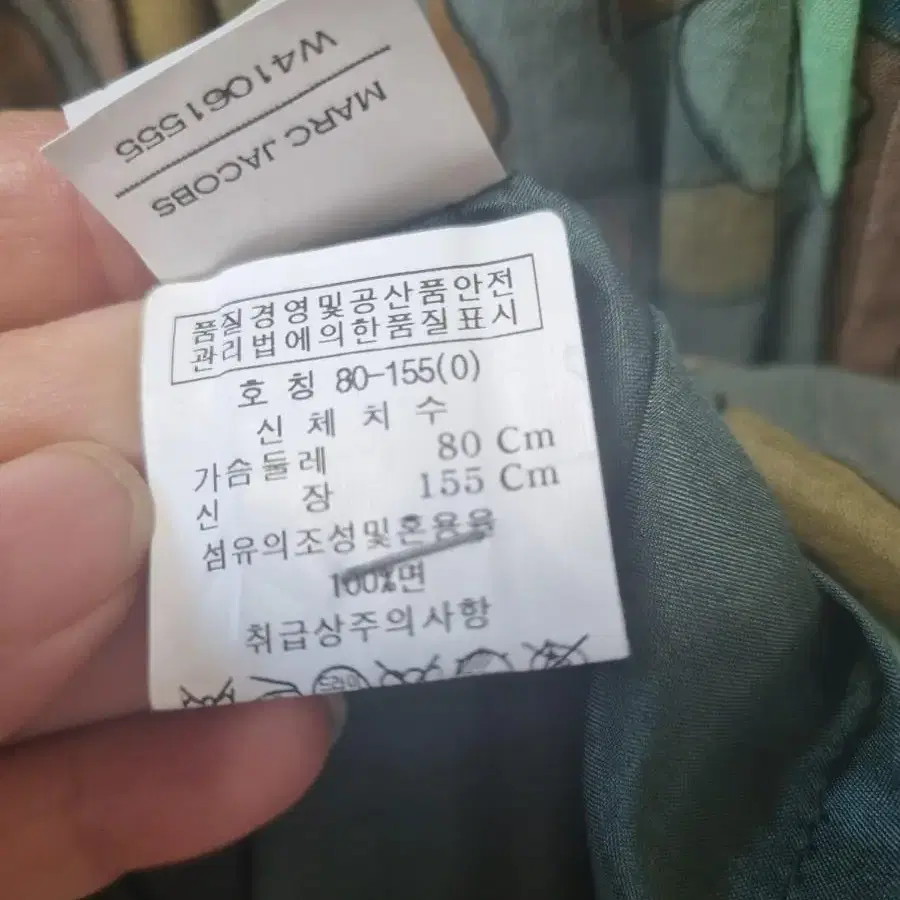 MARC JACOBS
W41061555
품질경영및공산품안전
관리법에의한품질표시
호 칭 80-155(0)
신 체 치 수
가슴둘레 80 Cm
신 장 155 Cm
섬유의조성및혼용율
100%면
취급상주의사항
드라이